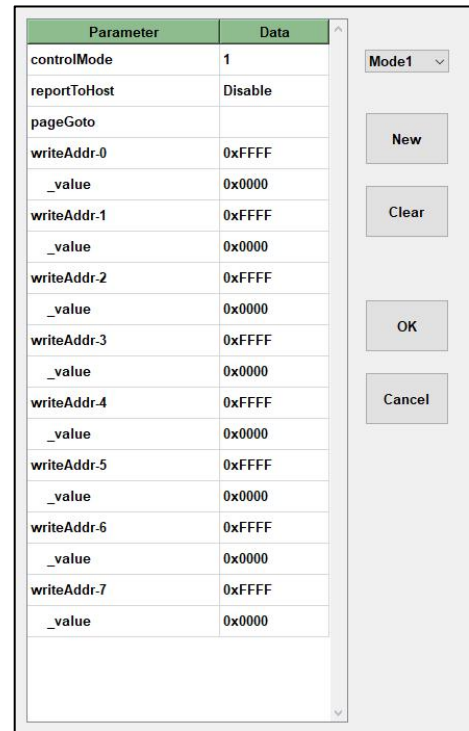 Parameter Data
controlMode 1
reportToHost Disable
pageGoto
writeAddr-0 0xFFFF
_value 0x0000
writeAddr-1 0xFFFF
_value 0x0000
writeAddr-2 0xFFFF
_value 0x0000
writeAddr-3 0xFFFF
_value 0x0000
writeAddr-4 0xFFFF
_value 0x0000
writeAddr-5 0xFFFF
_value 0x0000
writeAddr-6 0xFFFF
_value 0x0000
writeAddr-7 0xFFFF
_value 0x0000
Mode1
New
Clear
OK
Cancel